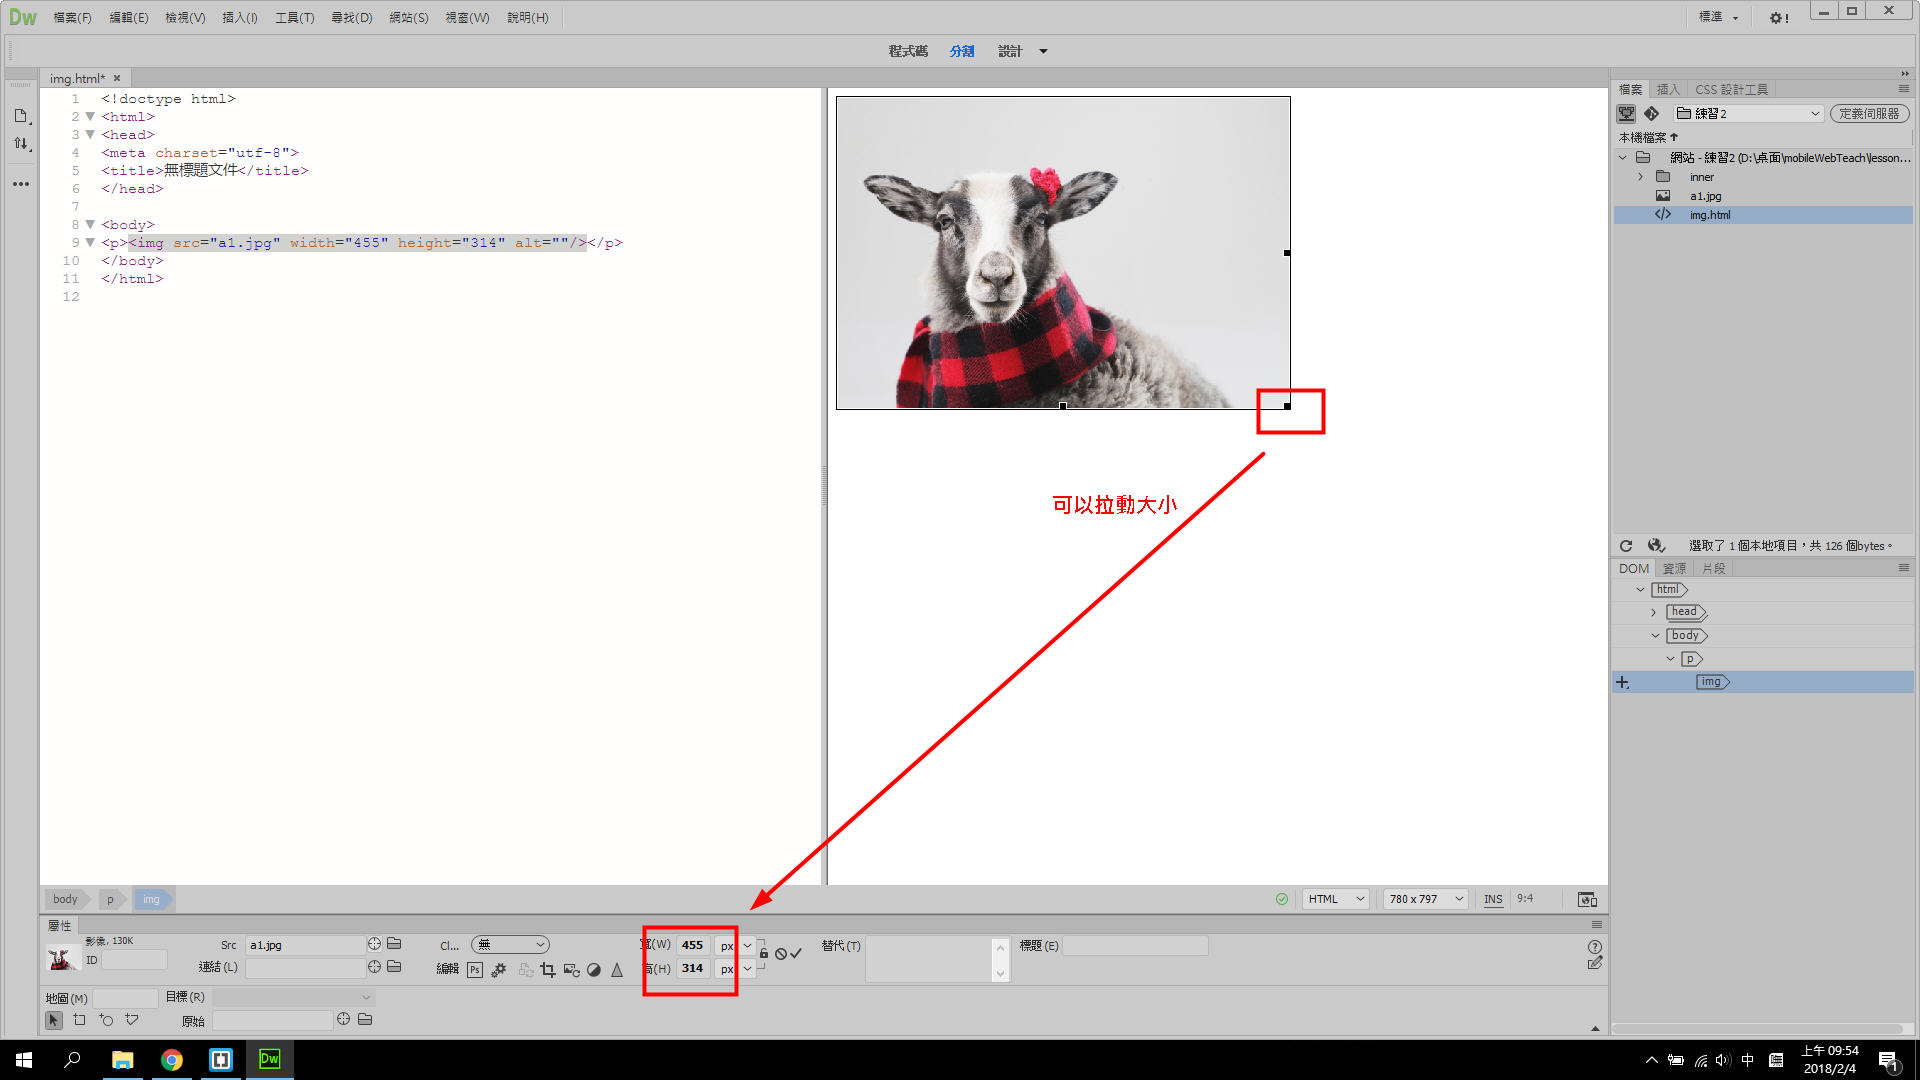 Dw 檔案(F) 編輯(E) 檢視(V) 插入(I) 工具(T) 尋找(D) 網站(S) 視窗(W) 說明(H) 標準
程式碼 分割 設計
img.html*
1 <!doctype html>
2 <html>
3 <head>
4 <meta charset="utf-8">
5 <title>無標題文件</title>
6 </head>
7
8 <body>
9 <p><img src="a1.jpg" width="455" height="314" alt=""/></p>
10 </body>
11 </html>
12
可以拉動大小
檔案 插入 CSS 設計工具
練習2 定義伺服器
本機檔案
網站 - 練習2 (D:\桌面\mobileWebTeach\lesson...
inner
a1.jpg
img.html
選取了 1 個本地項目，共 126 個bytes。
DOM 資源 片段
html
head
body
p
img
body p img
HTML 780 x 797 INS 9:4
屬性
影像, 130K Src a1.jpg Cl... 無 寬(W) 455 px 替代(T) 標題(E)
ID 連結(L) 編輯 Ps 高(H) 314 px
地圖(M) 目標(R)
原始
Dw 中 上午 09:54
2018/2/4 1